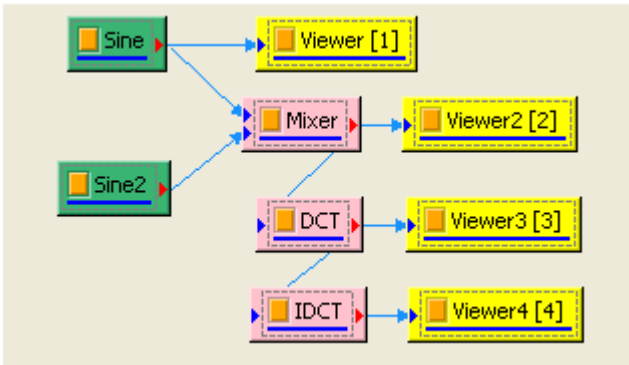 Sine
Viewer [1]
Mixer
Viewer2 [2]
Sine2
DCT
Viewer3 [3]
IDCT
Viewer4 [4]